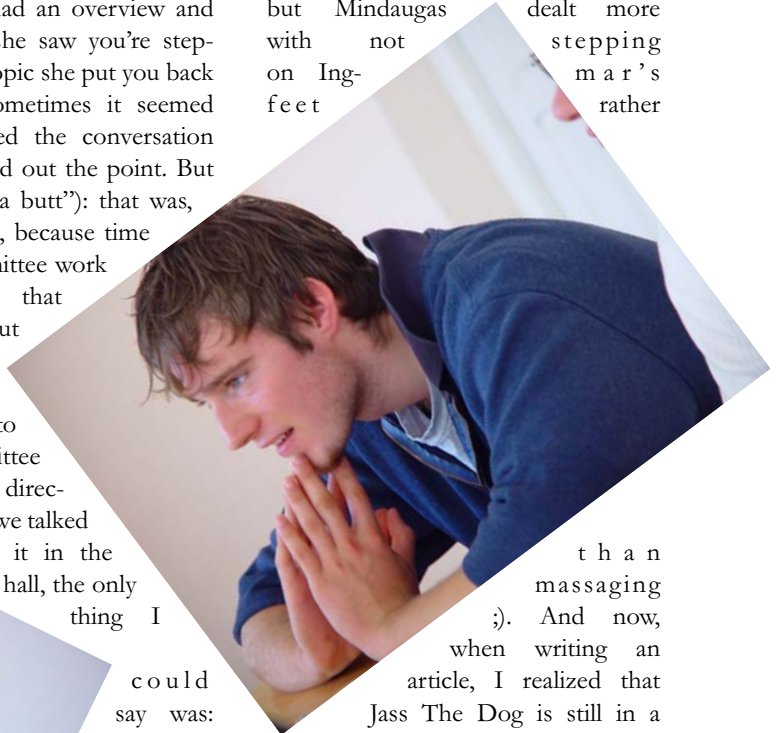 ad an overview and
she saw you’re step-
opic she put you back
ometimes it seemed
ed the conversation
d out the point. But
a butt”): that was,
, because time
ittee work
that
ut
to
ittee
direc-
we talked
it in the
hall, the only
thing I
could
say was:
but Mindaugas dealt more
with not stepping
on Ing- mar’s
feet rather
than
massaging
;). And now,
when writing an
article, I realized that
Jass The Dog is still in a